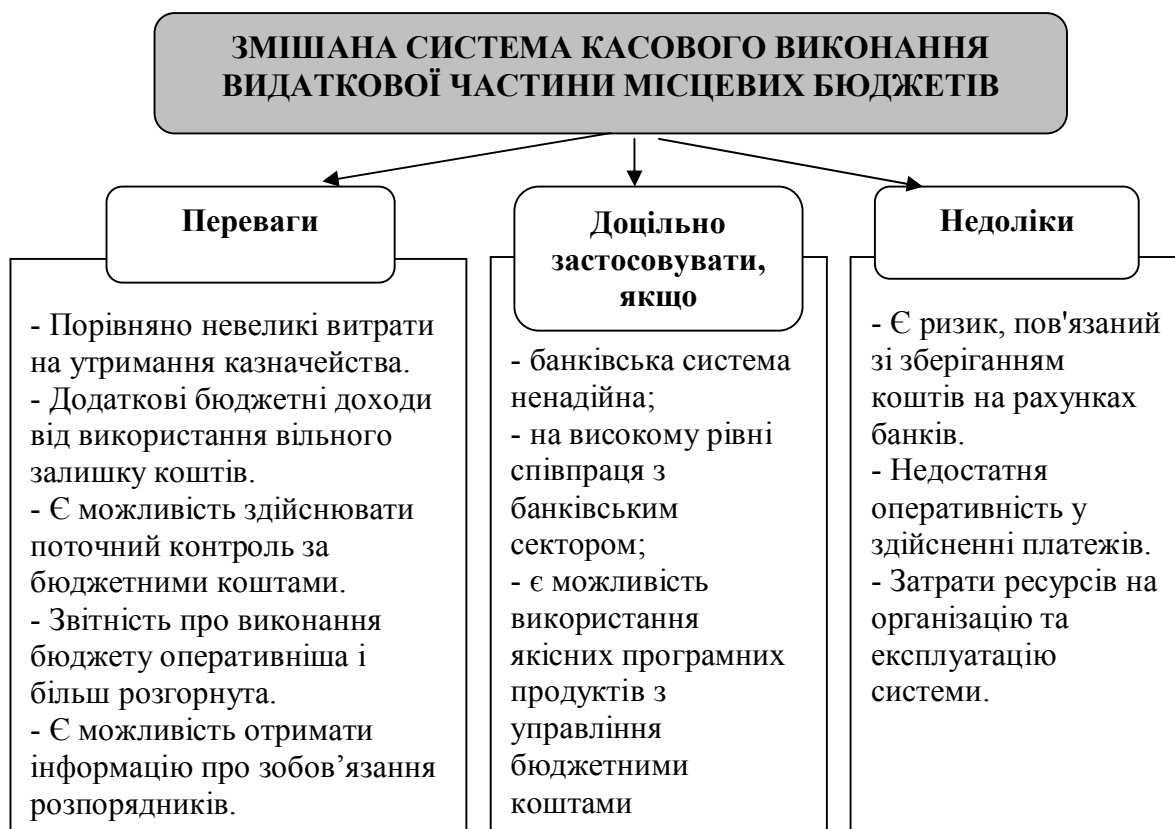 ЗМІШАНА СИСТЕМА КАСОВОГО ВИКОНАННЯ
ВИДАТКОВОЇ ЧАСТИНИ МІСЦЕВИХ БЮДЖЕТІВ
Переваги
- Порівняно невеликі витрати
на утримання казначейства.
- Додаткові бюджетні доходи
від використання вільного
залишку коштів.
- Є можливість здійснювати
поточний контроль за
бюджетними коштами.
- Звітність про виконання
бюджету оперативніша і
більш розгорнута.
- Є можливість отримати
інформацію про зобов’язання
розпорядників.
Доцільно
застосовувати,
якщо
- банківська система
ненадійна;
- на високому рівні
співпраця з
банківським
сектором;
- є можливість
використання
якісних програмних
продуктів з
управління
бюджетними
коштами
Недоліки
- Є ризик, пов'язаний
зі зберіганням
коштів на рахунках
банків.
- Недостатня
оперативність у
здійсненні платежів.
- Затрати ресурсів на
організацію та
експлуатацію
системи.